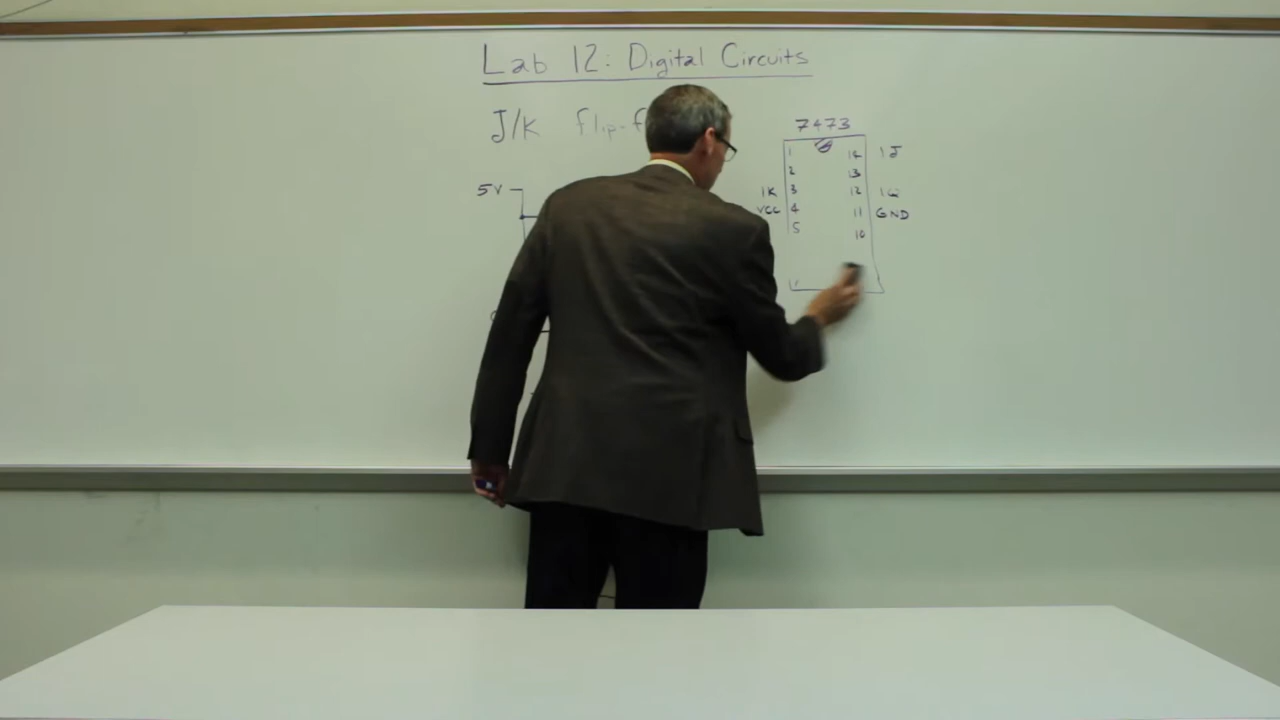 Lab 12: Digital Circuits
J/K flip-f
7473
1 14 1J
2 13
1K 3 12 1Q
VCC 4 11 GND
5 10
5V